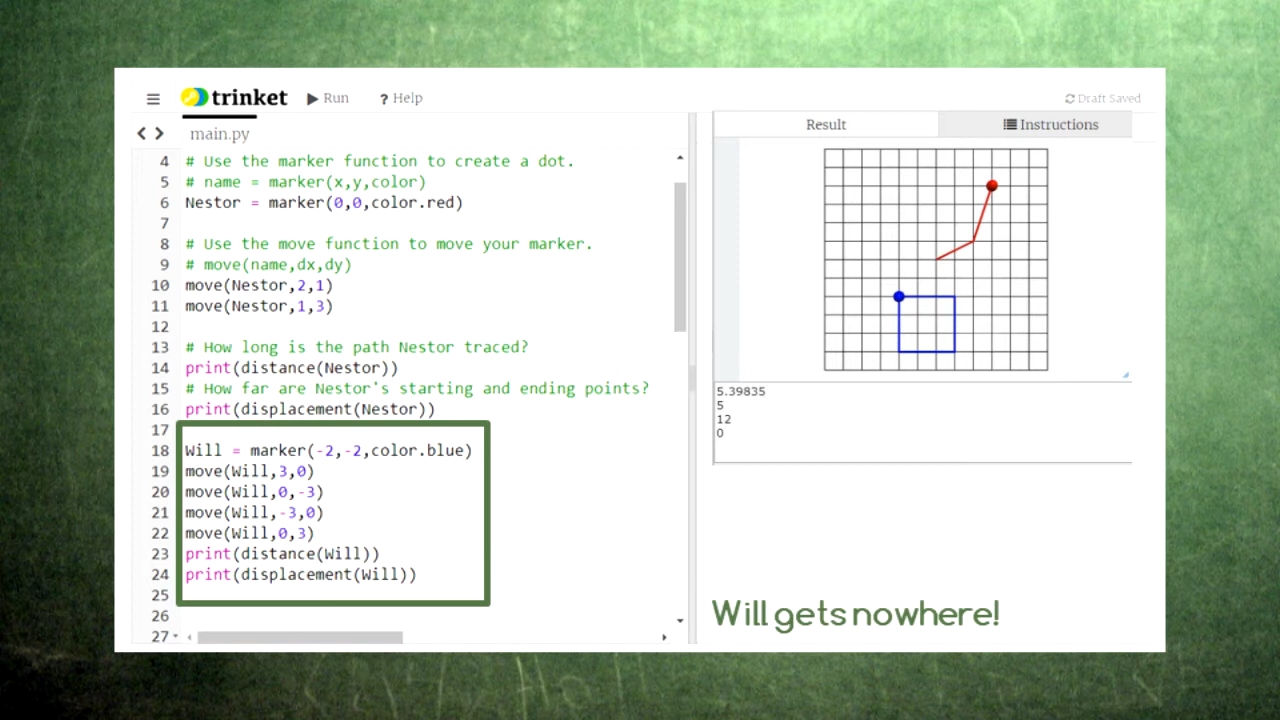 trinket Run ? Help Draft Saved
main.py
Result Instructions
4 # Use the marker function to create a dot.
5 # name = marker(x,y,color)
6 Nestor = marker(0,0,color.red)
7
8 # Use the move function to move your marker.
9 # move(name,dx,dy)
10 move(Nestor,2,1)
11 move(Nestor,1,3)
12
13 # How long is the path Nestor traced?
14 print(distance(Nestor))
15 # How far are Nestor's starting and ending points?
16 print(displacement(Nestor))
17
18 Will = marker(-2,-2,color.blue)
19 move(Will,3,0)
20 move(Will,0,-3)
21 move(Will,-3,0)
22 move(Will,0,3)
23 print(distance(Will))
24 print(displacement(Will))
25
26
27
5.39835
5
12
0
Will gets nowhere!